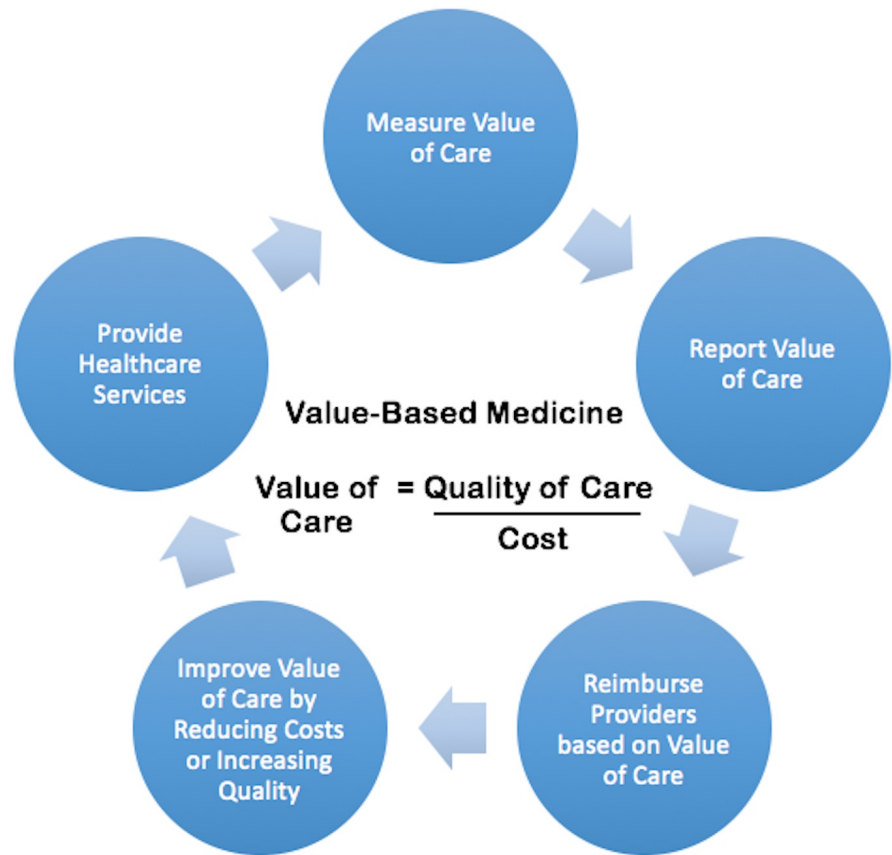 Measure Value
of Care
Report Value
of Care
Reimburse
Providers
based on Value
of Care
Improve Value
of Care by
Reducing Costs
or Increasing
Quality
Provide
Healthcare
Services
Value-Based Medicine
Value of = Quality of Care
Care
Cost